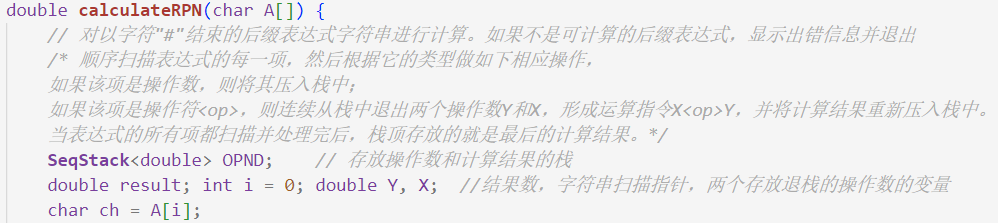 double calculateRPN(char A[]) {
// 对以字符"#"结束的后缀表达式字符串进行计算。如果不是可计算的后缀表达式，显示出错信息并退出
/* 顺序扫描表达式的每一项，然后根据它的类型做如下相应操作，
如果该项是操作数，则将其压入栈中；
如果该项是操作符<op>，则连续从栈中退出两个操作数Y和X，形成运算指令X<op>Y，并将计算结果重新压入栈中。
当表达式的所有项都扫描并处理完后，栈顶存放的就是最后的计算结果。*/
SeqStack<double> OPND;    // 存放操作数和计算结果的栈
double result; int i = 0; double Y, X;  //结果数，字符串扫描指针，两个存放退栈的操作数的变量
char ch = A[i];